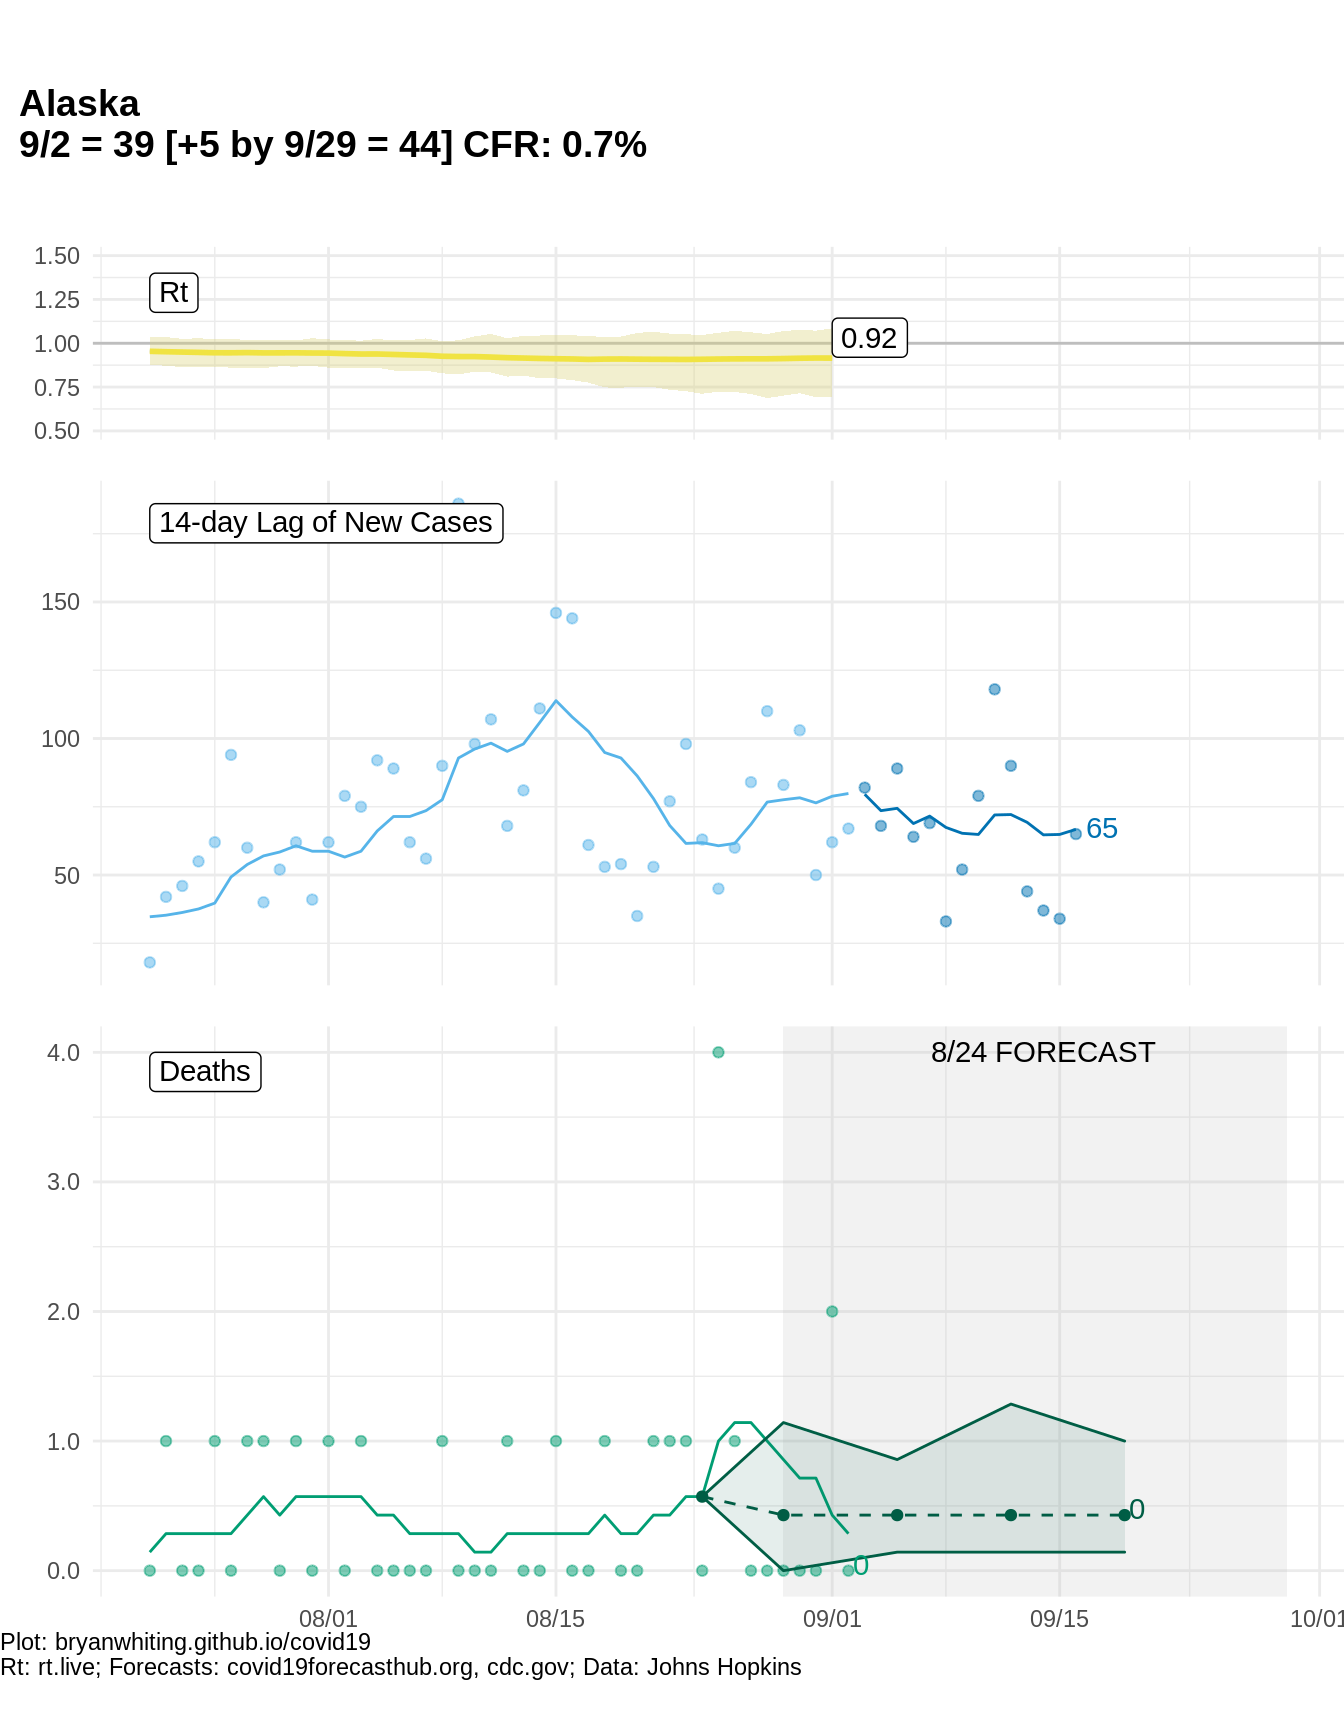 Alaska
9/2 = 39 [+5 by 9/29 = 44] CFR: 0.7%
1.50
1.25
1.00
0.75
0.50
Rt
0.92
14-day Lag of New Cases
150
100
50
65
4.0
3.0
2.0
1.0
0.0
Deaths
8/24 FORECAST
0
0
08/01
08/15
09/01
09/15
10/01
Plot: bryanwhiting.github.io/covid19
Rt: rt.live; Forecasts: covid19forecasthub.org, cdc.gov; Data: Johns Hopkins